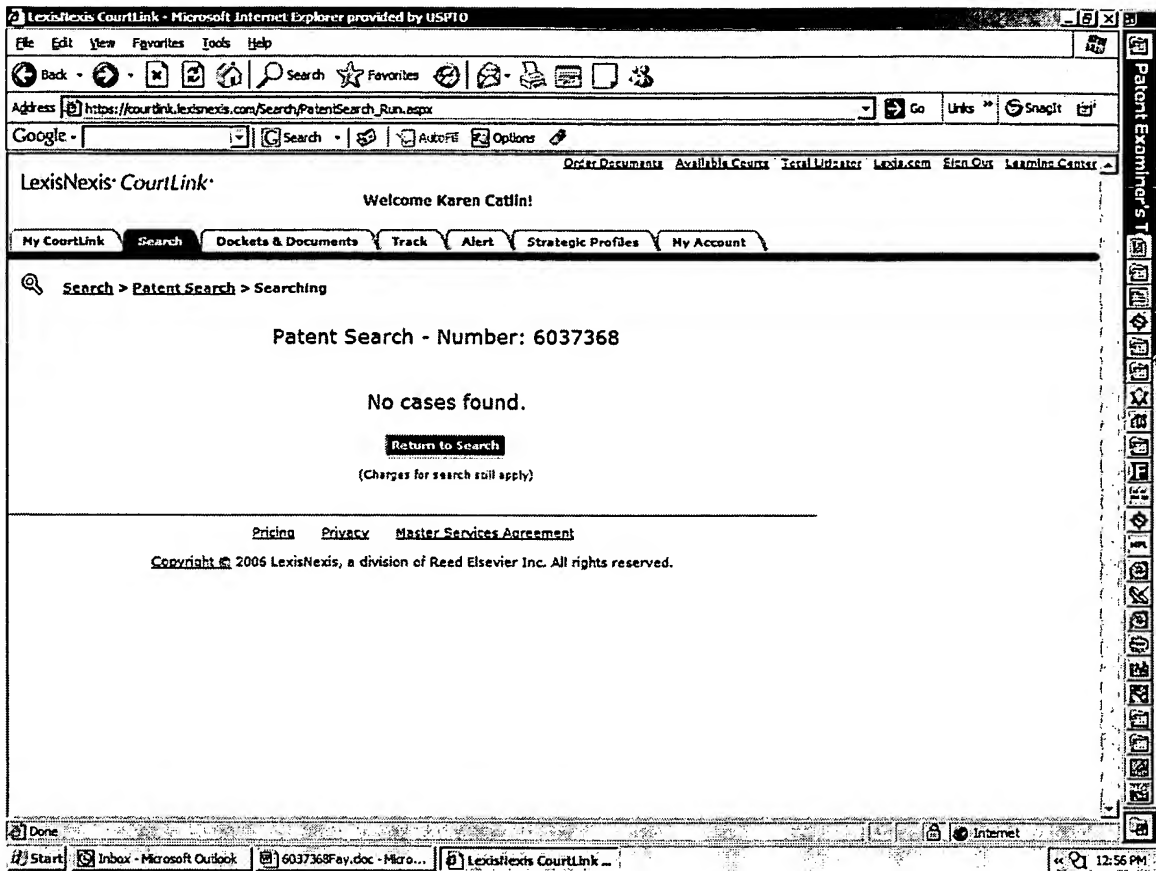 LexisNexis CourtLink - Microsoft Internet Explorer provided by USPTO
File Edit View Favorites Tools Help
Back Search Favorites
Address https://courtlink.lexisnexis.com/Search/PatentSearch_Run.aspx Go Links » SnagIt
Google - Search AutoFill Options
Order Documents Available Courts Lexis.com Sign Out Learning Center
LexisNexis CourtLink
Welcome Karen Catlin!
My CourtLink Search Dockets & Documents Track Alert Strategic Profiles My Account
Search > Patent Search > Searching
Patent Search - Number: 6037368
No cases found.
Return to Search
(Charges for search still apply)
Pricing Privacy Master Services Agreement
Copyright © 2006 LexisNexis, a division of Reed Elsevier Inc. All rights reserved.
Done Internet
Start Inbox - Microsoft Outlook 6037368Fay.doc - Micro... LexisNexis CourtLink ... « 12:56 PM
Patent Examiner's T